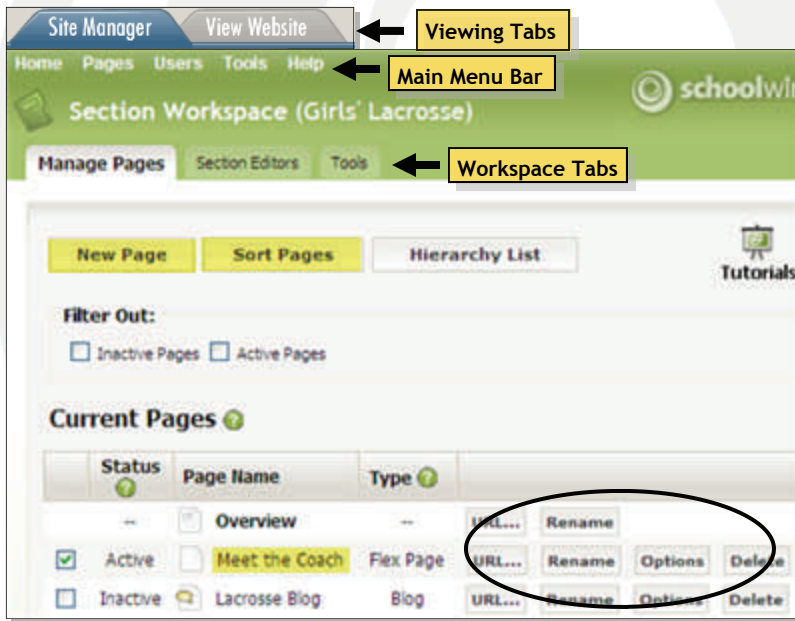 Site Manager View Website Viewing Tabs
Home Pages Users Tools Help Main Menu Bar
Section Workspace (Girls' Lacrosse) schoolwi
Manage Pages Section Editors Tools Workspace Tabs
New Page Sort Pages Hierarchy List Tutorials
Filter Out:
Inactive Pages Active Pages
Current Pages
Status Page Name Type
-- Overview -- URL... Rename
Active Meet the Coach Flex Page URL... Rename Options Delete
Inactive Lacrosse Blog Blog URL... Rename Options Delete